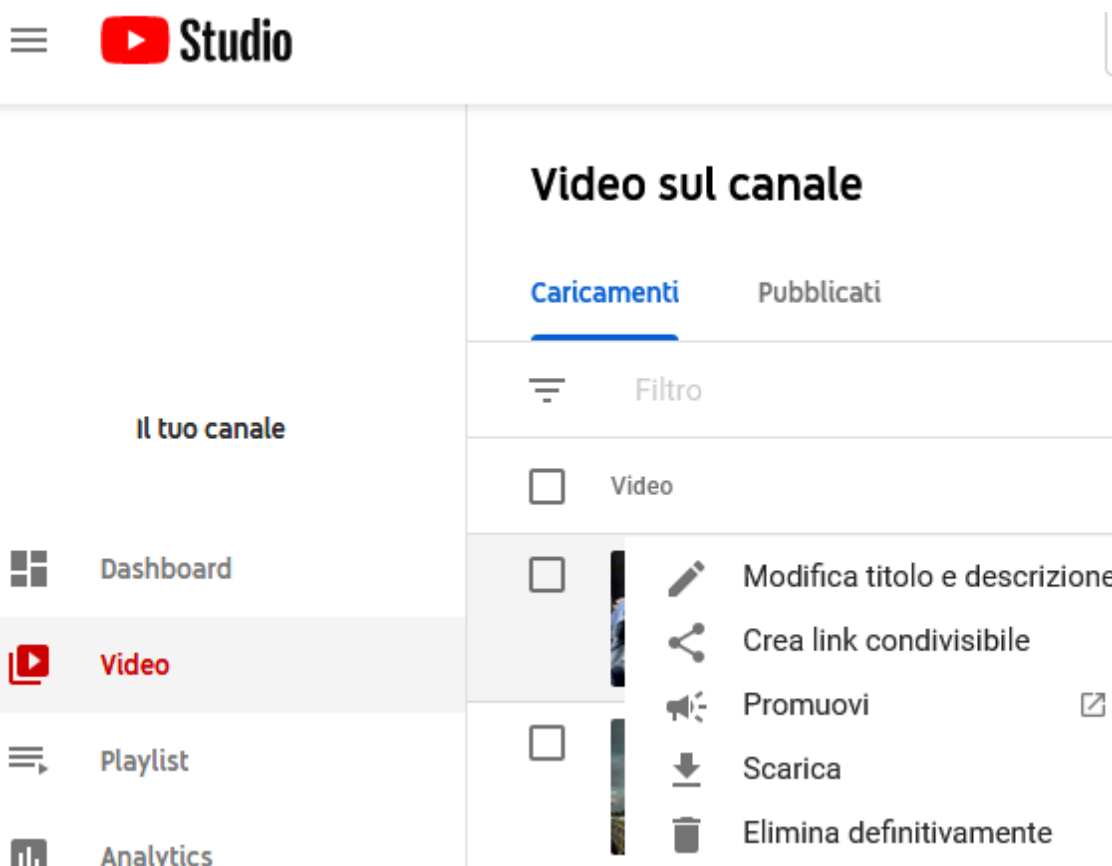 Studio
Video sul canale
Caricamenti Pubblicati
Filtro
Il tuo canale
Video
Dashboard
Modifica titolo e descrizione
Crea link condivisibile
Video
Promuovi
Playlist
Scarica
Elimina definitivamente
Analytics